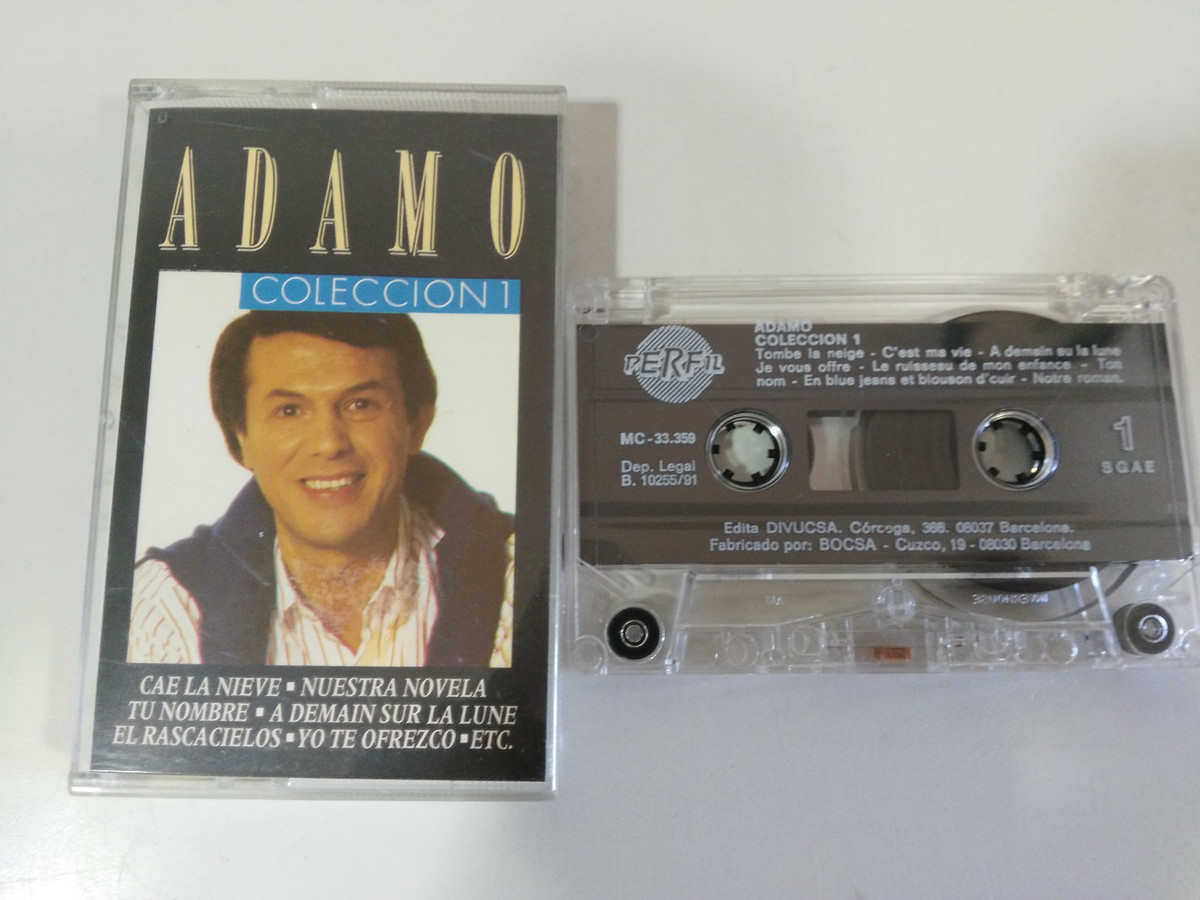 ADAMO
COLECCION 1
CAE LA NIEVE ▪ NUESTRA NOVELA
TU NOMBRE ▪ A DEMAIN SUR LA LUNE
EL RASCACIELOS ▪ YO TE OFREZCO ▪ ETC.
PERFIL
ADAMO
COLECCION 1
Tombe la neige - C'est ma vie - A demain su la lune
Je vous offre - Le ruisseau de mon enfance - Ton
nom - En blue jeans et blouson d'cuir - Notre roman.
MC-33.359
Dep. Legal
B. 10255/91
1
SGAE
Edita DIVUCSA. Córcega, 366. 08037 Barcelona.
Fabricado por: BOCSA - Cuzco, 19 - 08030 Barcelona